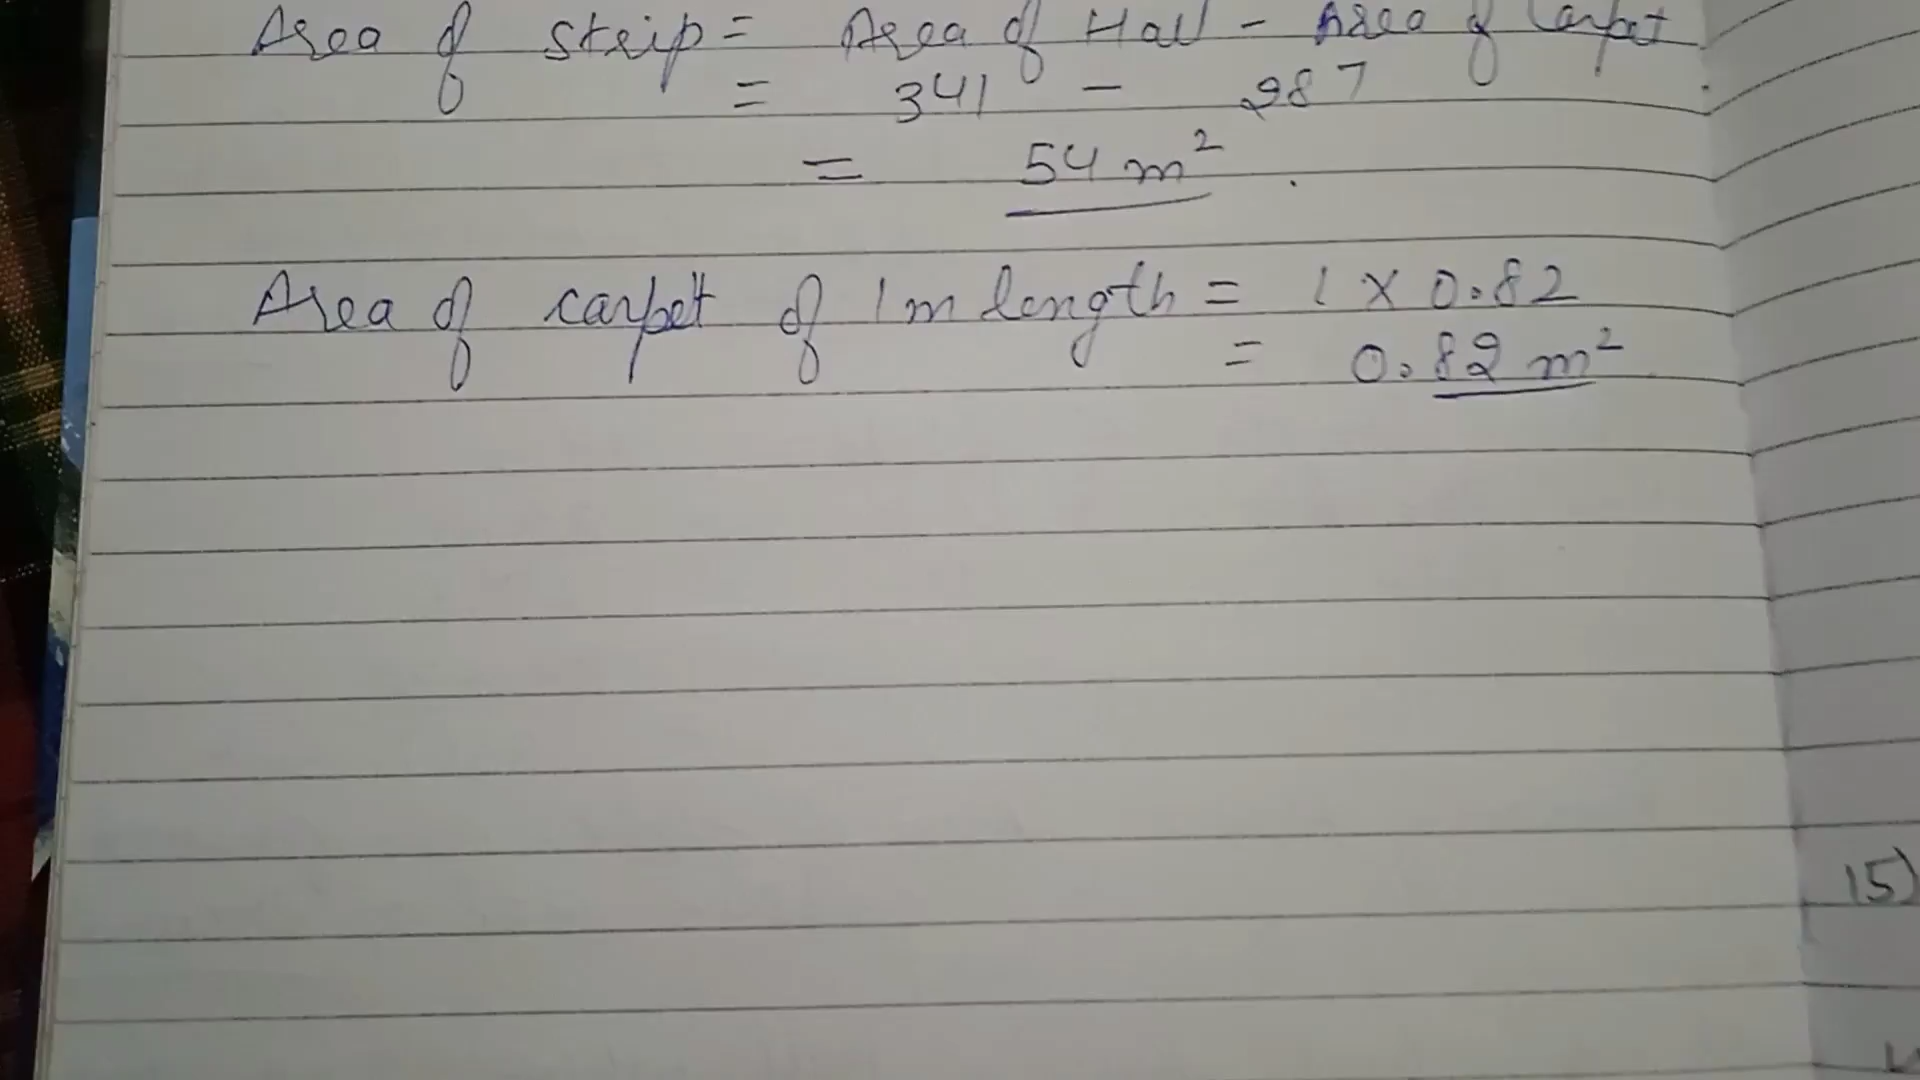 Area of strip = Area of Hall - Area of Carpet
= 341 - 287
= 54 m²
Area of carpet of 1m length = 1 × 0.82
= 0.82 m²
15)